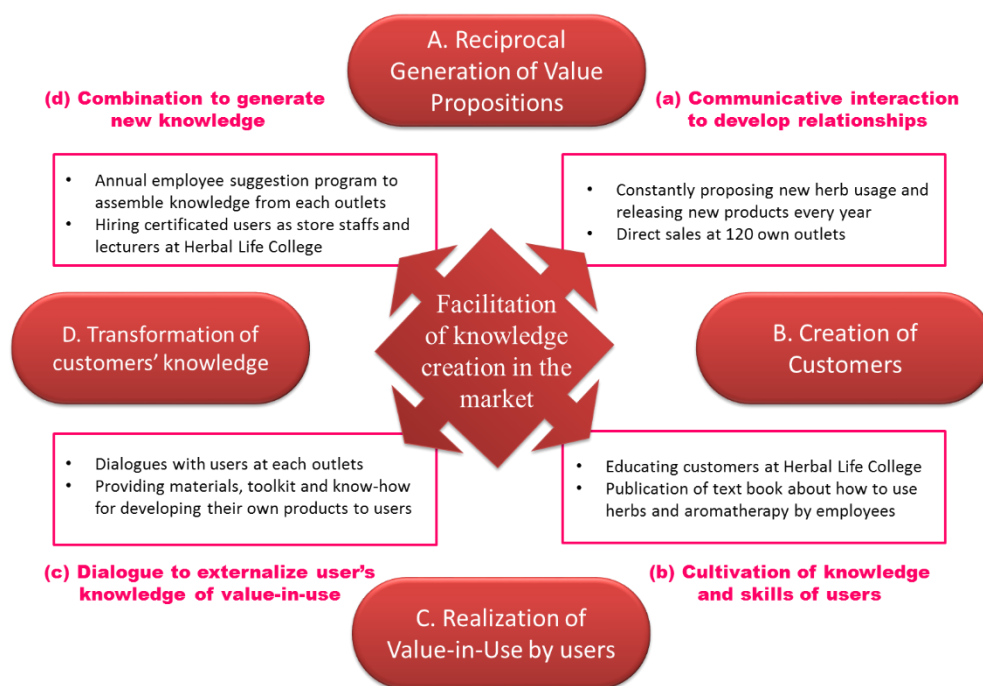 A. Reciprocal
Generation of Value
Propositions
(d) Combination to generate
new knowledge
(a) Communicative interaction
to develop relationships
• Annual employee suggestion program to
assemble knowledge from each outlets
• Hiring certificated users as store staffs and
lecturers at Herbal Life College
• Constantly proposing new herb usage and
releasing new products every year
• Direct sales at 120 own outlets
D. Transformation of
customers’ knowledge
Facilitation
of knowledge
creation in the
market
B. Creation of
Customers
• Dialogues with users at each outlets
• Providing materials, toolkit and know-how
for developing their own products to users
• Educating customers at Herbal Life College
• Publication of text book about how to use
herbs and aromatherapy by employees
(c) Dialogue to externalize user’s
knowledge of value-in-use
(b) Cultivation of knowledge
and skills of users
C. Realization of
Value-in-Use by users